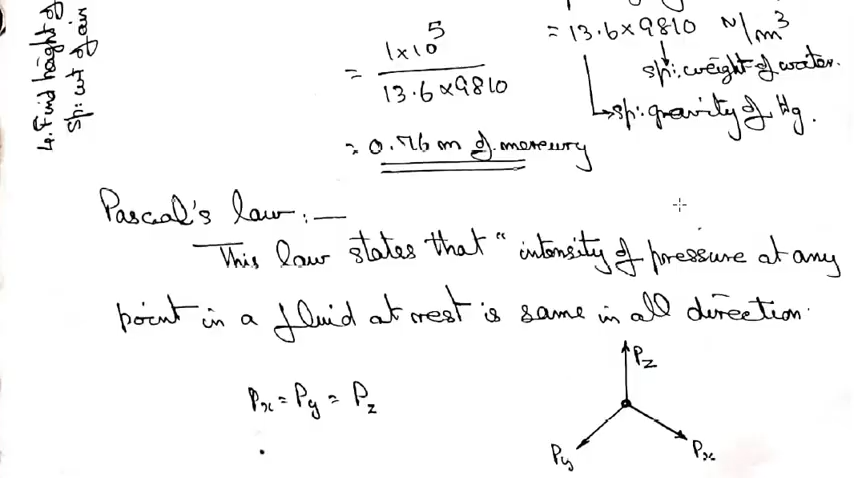 4. Find height of
sp: wt of air
= 13.6 × 9810 N/m³
sp: weight of water.
sp: gravity of Hg.
= 1×10⁵ / 13.6×9810
= 0.76 m of mercury
Pascal's law :—
This law states that " intensity of pressure at any
point in a fluid at rest is same in all direction.
Px = Py = Pz
Pz
Py
Px